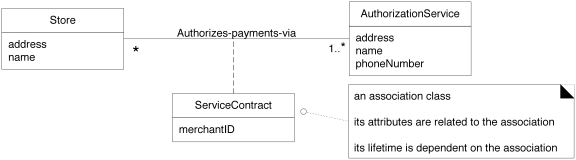 Store
address
name
Authorizes-payments-via
*
1..*
AuthorizationService
address
name
phoneNumber
ServiceContract
merchantID
an association class
its attributes are related to the association
its lifetime is dependent on the association